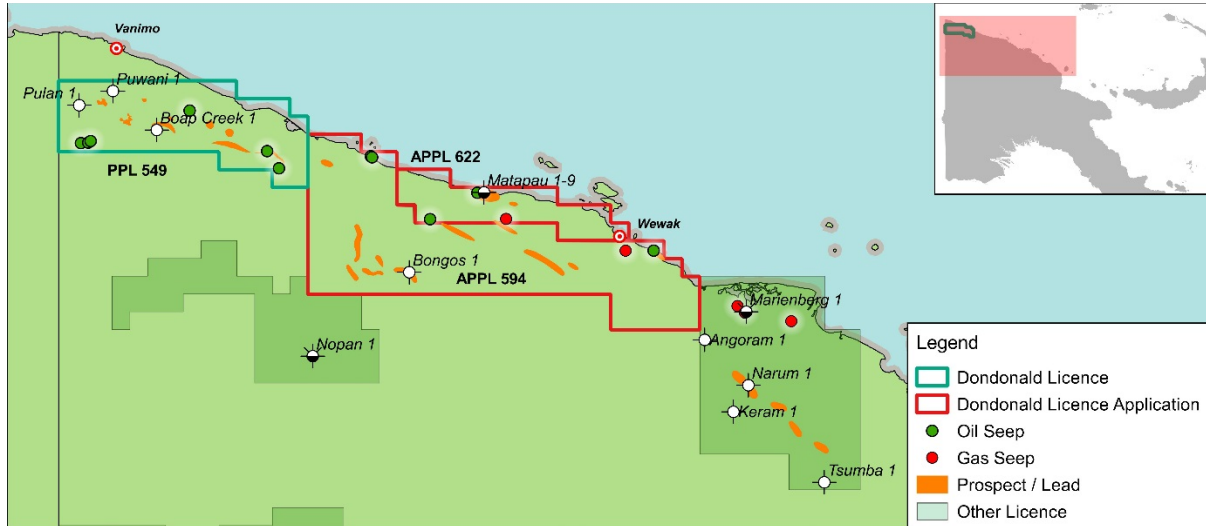 Vanimo
Puwani 1
Pulan 1
Boap Creek 1
PPL 549
APPL 622
Matapau 1-9
Wewak
Bongos 1
APPL 594
Marienberg 1
Angoram 1
Nopan 1
Narum 1
Keram 1
Tsumba 1
Legend
Dondonald Licence
Dondonald Licence Application
Oil Seep
Gas Seep
Prospect / Lead
Other Licence